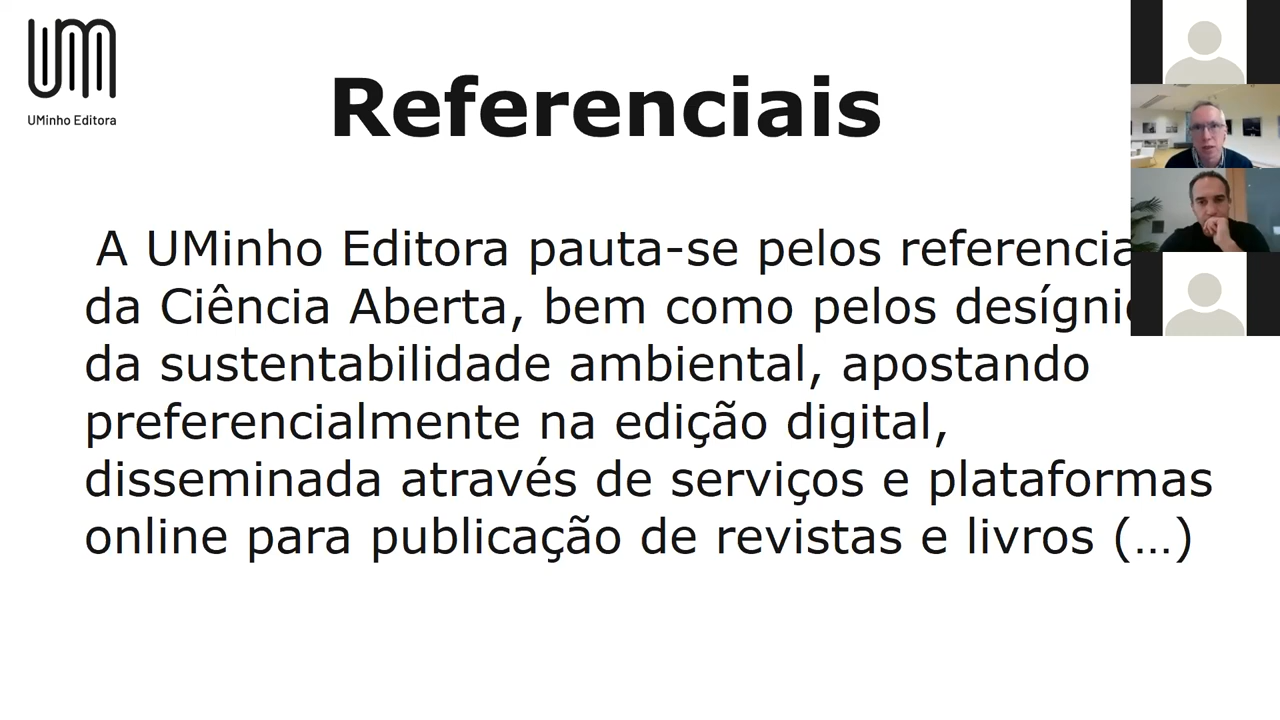 UMinho Editora
Referenciais
A UMinho Editora pauta-se pelos
da Ciência Aberta, bem como pelos
da sustentabilidade ambiental, apostando
preferencialmente na edição digital,
disseminada através de serviços e plataformas
online para publicação de revistas e livros (...)